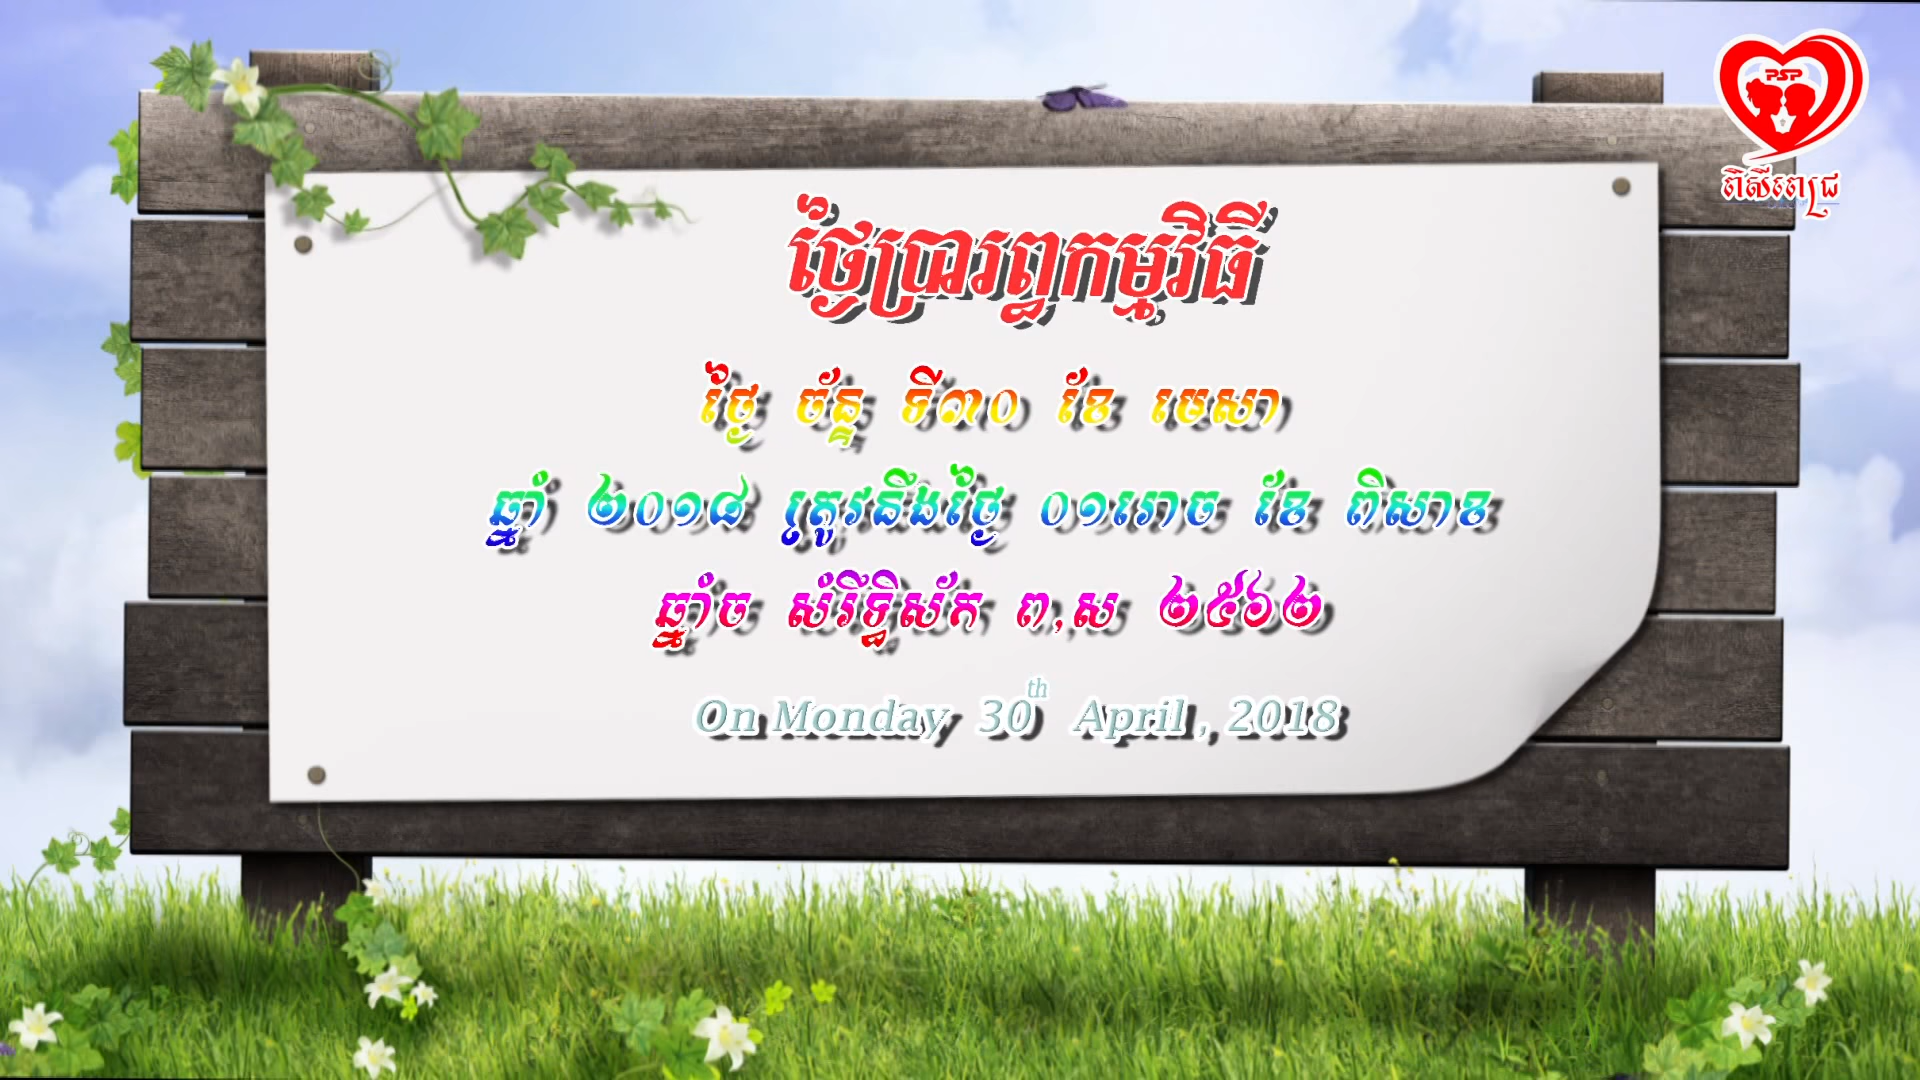 PSP
ពិសីពេជ្រ
ថ្ងៃប្រារព្ធកម្មវិធី
ថ្ងៃ ច័ន្ទ ទី៣០ ខែ មេសា
ឆ្នាំ ២០១៨ ត្រូវនឹងថ្ងៃ ០១រោច ខែ ពិសាខ
ឆ្នាំច សំរឹទ្ធិស័ក ព.ស ២៥៦២
On Monday 30th April , 2018